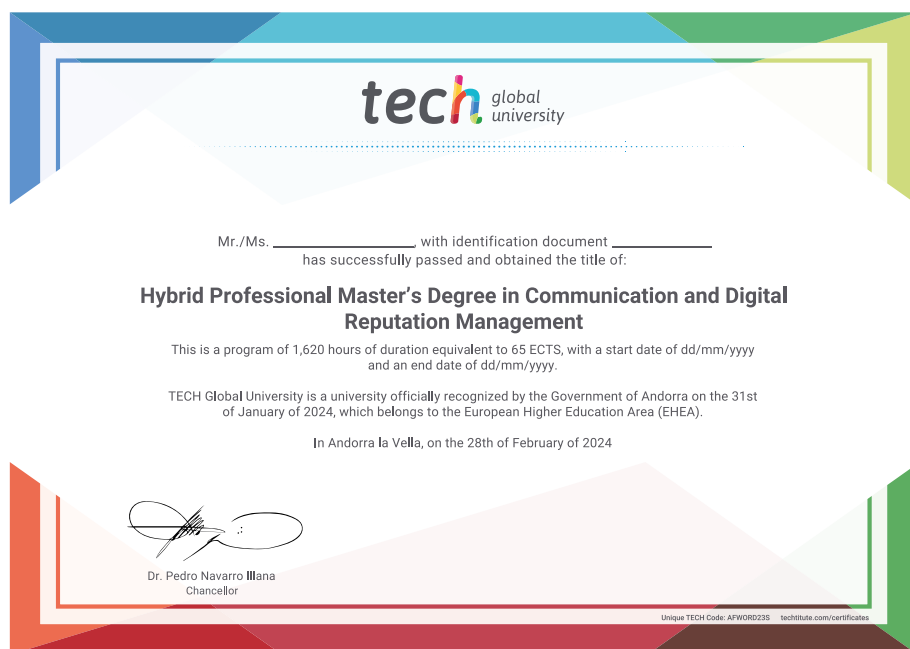 tech global university
Mr./Ms. ____________________, with identification document ______________
has successfully passed and obtained the title of:
Hybrid Professional Master’s Degree in Communication and Digital
Reputation Management
This is a program of 1,620 hours of duration equivalent to 65 ECTS, with a start date of dd/mm/yyyy
and an end date of dd/mm/yyyy.
TECH Global University is a university officially recognized by the Government of Andorra on the 31st
of January of 2024, which belongs to the European Higher Education Area (EHEA).
In Andorra la Vella, on the 28th of February of 2024
Dr. Pedro Navarro Illana
Chancellor
Unique TECH Code: AFWORD23S techtitute.com/certificates